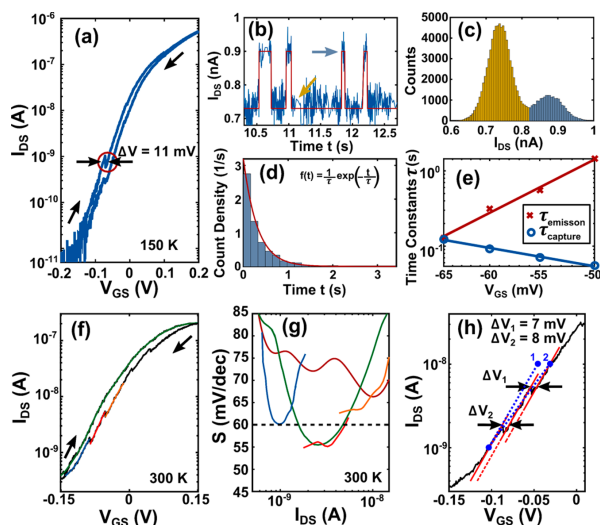 (a)
10⁻⁶
10⁻⁷
10⁻⁸
10⁻⁹
10⁻¹⁰
10⁻¹¹
I_DS (A)
ΔV = 11 mV
150 K
-0.2 -0.1 0 0.1 0.2
V_GS (V)
(b)
1
0.9
0.8
0.7
I_DS (nA)
10.5 11 11.5 12 12.5
Time t (s)
(c)
5000
4000
3000
2000
1000
0
Counts
0.6 0.7 0.8 0.9 1
I_DS (nA)
(d)
3
2
1
0
Count Density (1/s)
f(t) = 1/τ exp(-t/τ)
0 1 2 3
Time t (s)
(e)
10⁰
10⁻¹
Time Constants τ (s)
τ_emisson
τ_capture
-65 -60 -55 -50
V_GS (mV)
(f)
10⁻⁷
10⁻⁸
10⁻⁹
I_DS (A)
300 K
-0.15 0 0.15
V_GS (V)
(g)
85
80
75
70
65
60
55
50
45
S (mV/dec)
300 K
10⁻⁹ 10⁻⁸
I_DS (A)
(h)
ΔV₁ = 7 mV
ΔV₂ = 8 mV
1 2
ΔV₁
ΔV₂
10⁻⁸
10⁻⁹
I_DS (A)
-0.15 -0.1 -0.05 0
V_GS (V)